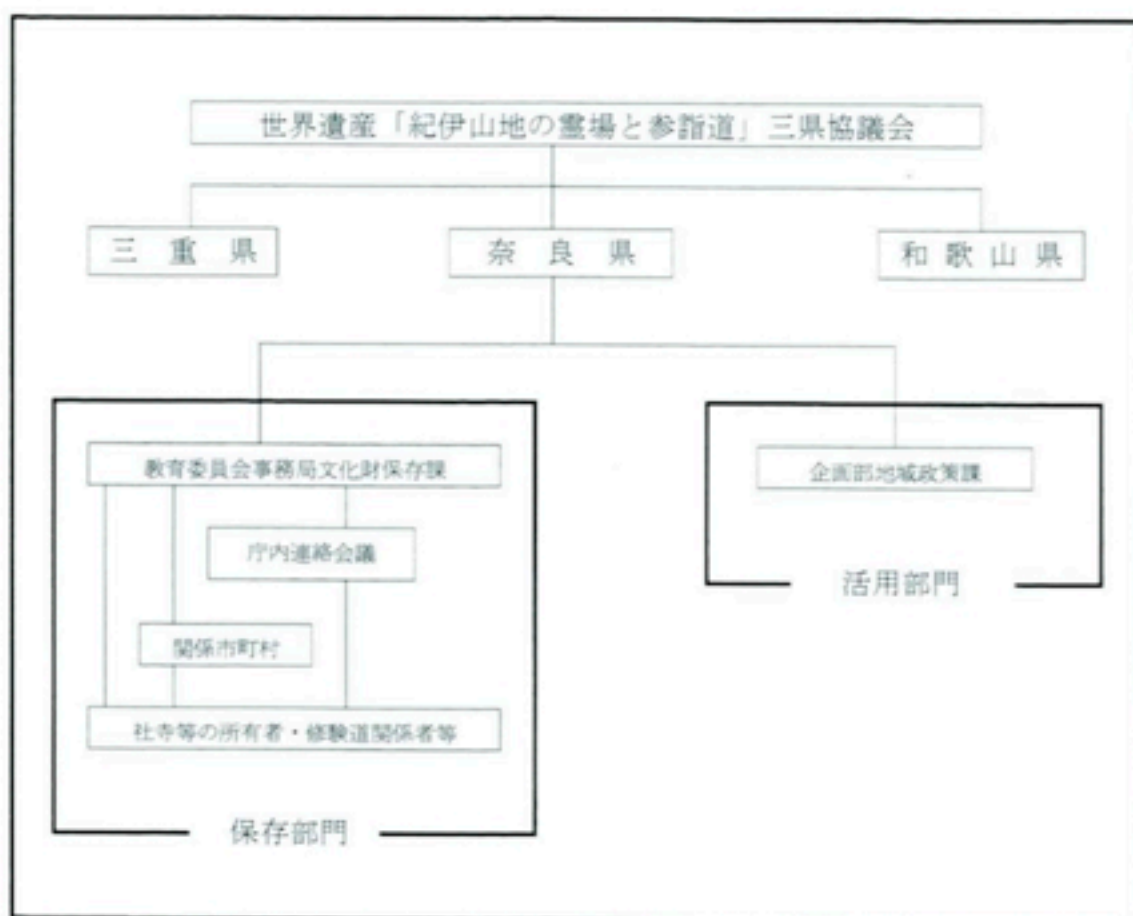 世界遺産「紀伊山地の霊場と参詣道」三県協議会
三重県
奈良県
和歌山県
教育委員会事務局文化財保存課
企画部地域政策課
庁内連絡会議
活用部門
関係市町村
社寺等の所有者・修験道関係者等
保存部門